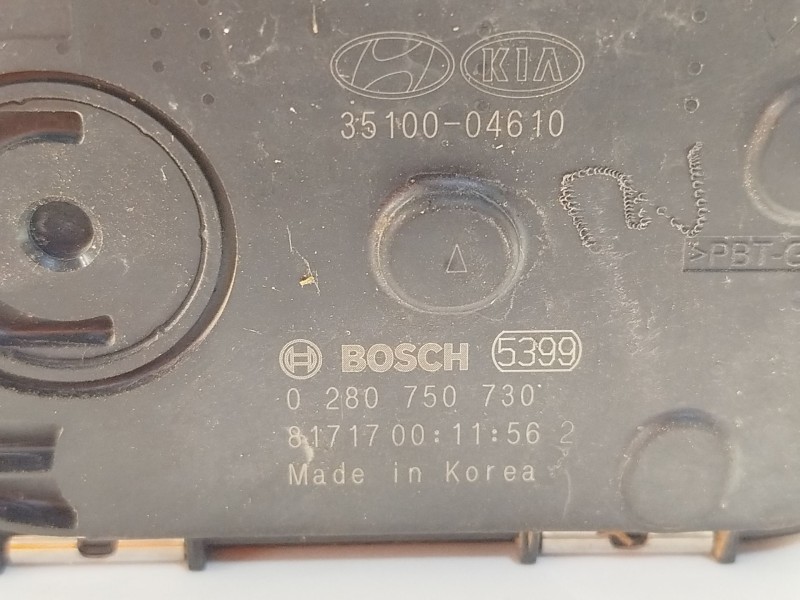 KIA
35100-04610
>PBT-G
BOSCH 5399
0 280 750 730
81717 00:11:56 2
Made in Korea